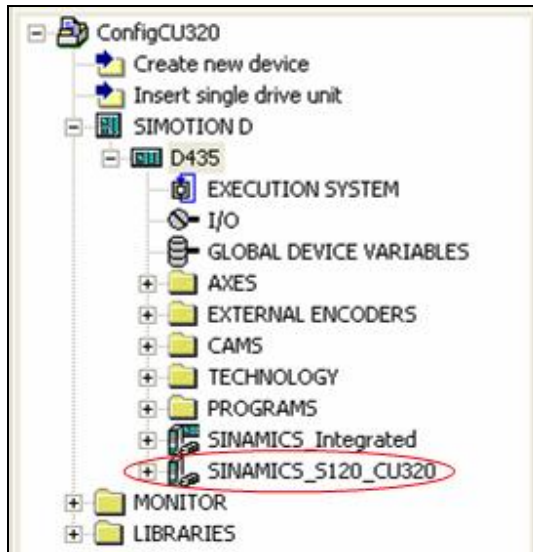 ConfigCU320
Create new device
Insert single drive unit
SIMOTION D
D435
EXECUTION SYSTEM
I/O
GLOBAL DEVICE VARIABLES
AXES
EXTERNAL ENCODERS
CAMS
TECHNOLOGY
PROGRAMS
SINAMICS_Integrated
SINAMICS_S120_CU320
MONITOR
LIBRARIES